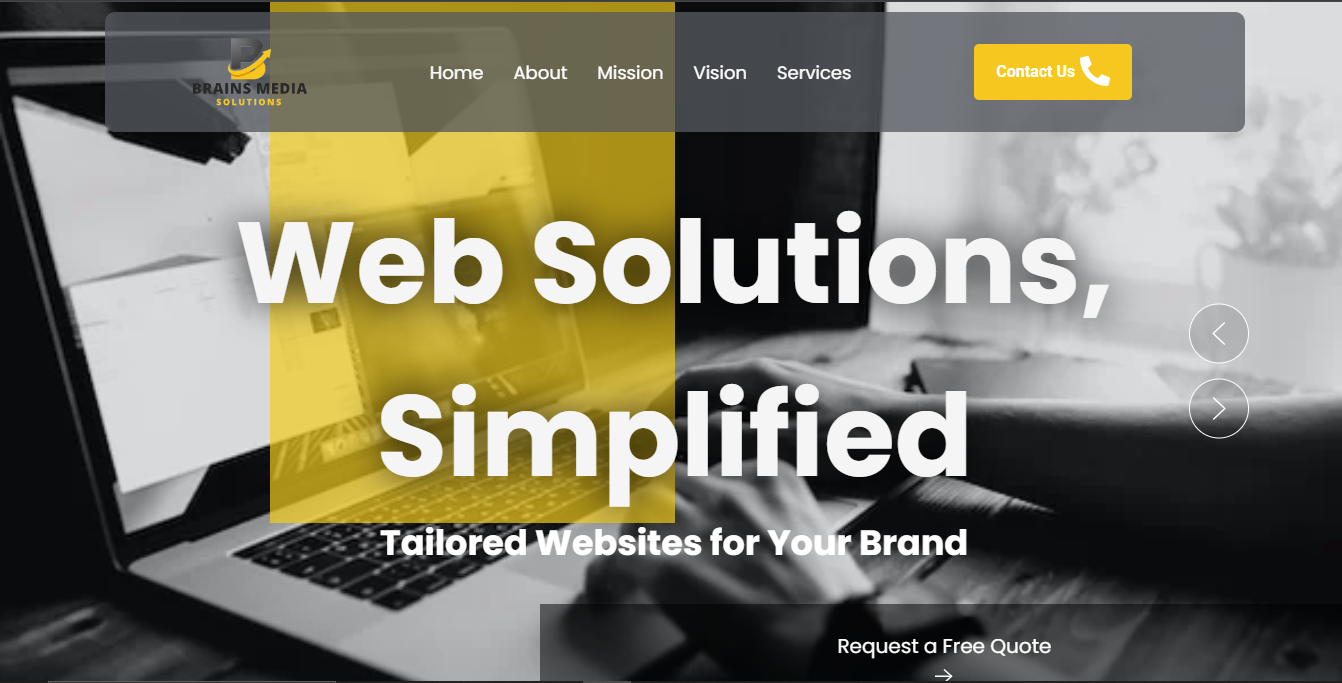 BRAINS MEDIA
SOLUTIONS
Home About Mission Vision Services
Contact Us
Web Solutions,
Simplified
Tailored Websites for Your Brand
Request a Free Quote